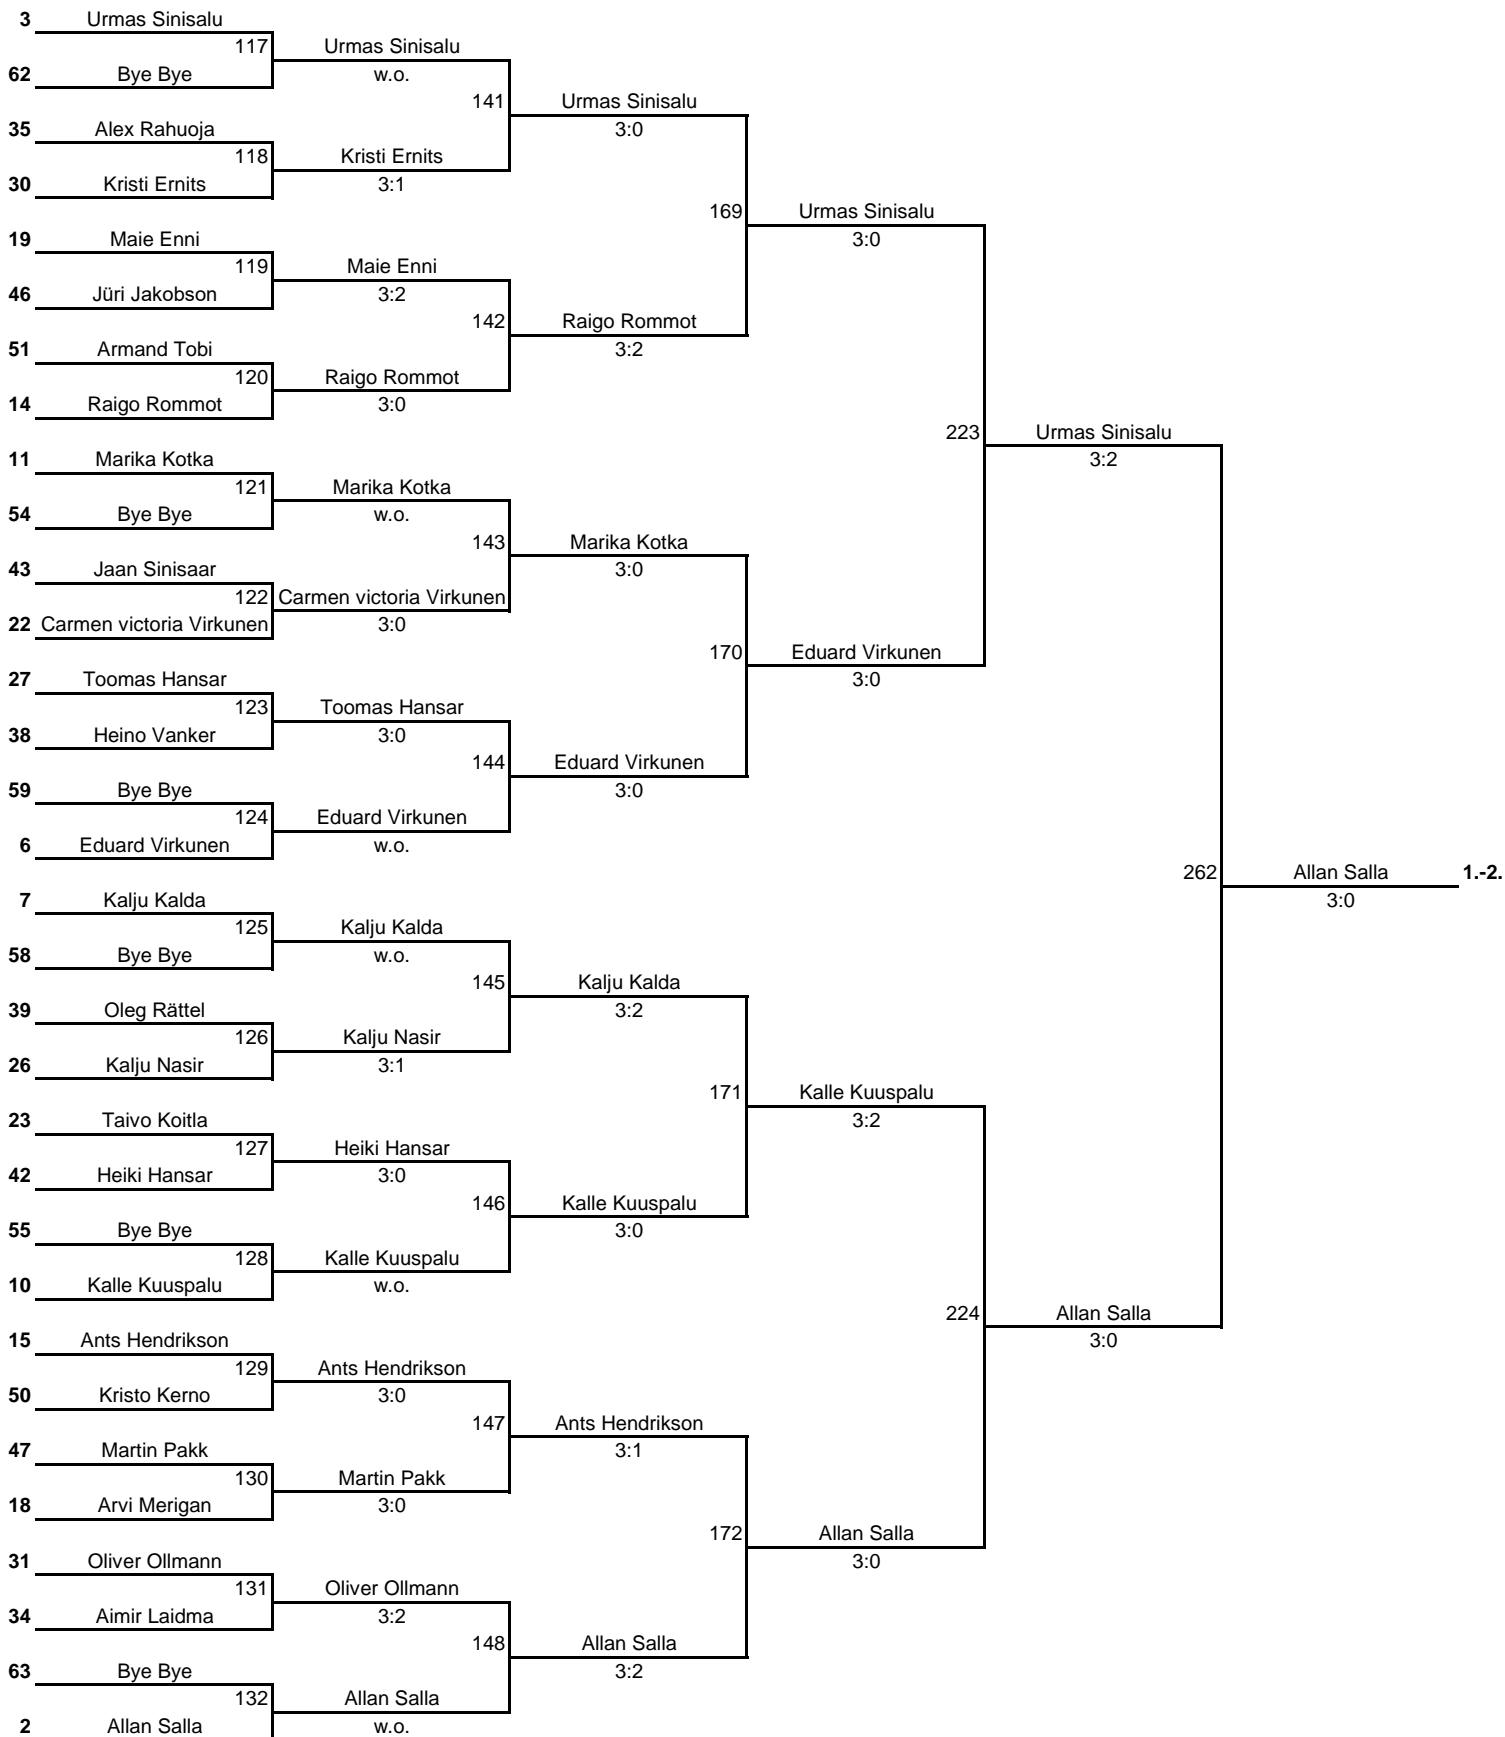 3 Urmas Sinisalu
117 Urmas Sinisalu
62 Bye Bye w.o.
141 Urmas Sinisalu
35 Alex Rahuoja 3:0
118 Kristi Ernits
30 Kristi Ernits 3:1
169 Urmas Sinisalu
19 Maie Enni 3:0
119 Maie Enni
46 Jüri Jakobson 3:2
142 Raigo Rommot
51 Armand Tobi 3:2
120 Raigo Rommot
14 Raigo Rommot 3:0
223 Urmas Sinisalu
11 Marika Kotka 3:2
121 Marika Kotka
54 Bye Bye w.o.
143 Marika Kotka
43 Jaan Sinisaar 3:0
122 Carmen victoria Virkunen
22 Carmen victoria Virkunen 3:0
170 Eduard Virkunen
27 Toomas Hansar 3:0
123 Toomas Hansar
38 Heino Vanker 3:0
144 Eduard Virkunen
59 Bye Bye 3:0
124 Eduard Virkunen
6 Eduard Virkunen w.o.
262 Allan Salla 1.-2.
7 Kalju Kalda 3:0
125 Kalju Kalda
58 Bye Bye w.o.
145 Kalju Kalda
39 Oleg Rättel 3:2
126 Kalju Nasir
26 Kalju Nasir 3:1
171 Kalle Kuuspalu
23 Taivo Koitla 3:2
127 Heiki Hansar
42 Heiki Hansar 3:0
146 Kalle Kuuspalu
55 Bye Bye 3:0
128 Kalle Kuuspalu
10 Kalle Kuuspalu w.o.
224 Allan Salla
15 Ants Hendrikson 3:0
129 Ants Hendrikson
50 Kristo Kerno 3:0
147 Ants Hendrikson
47 Martin Pakk 3:1
130 Martin Pakk
18 Arvi Merigan 3:0
172 Allan Salla
31 Oliver Ollmann 3:0
131 Oliver Ollmann
34 Aimir Laidma 3:2
148 Allan Salla
63 Bye Bye 3:2
132 Allan Salla
2 Allan Salla w.o.